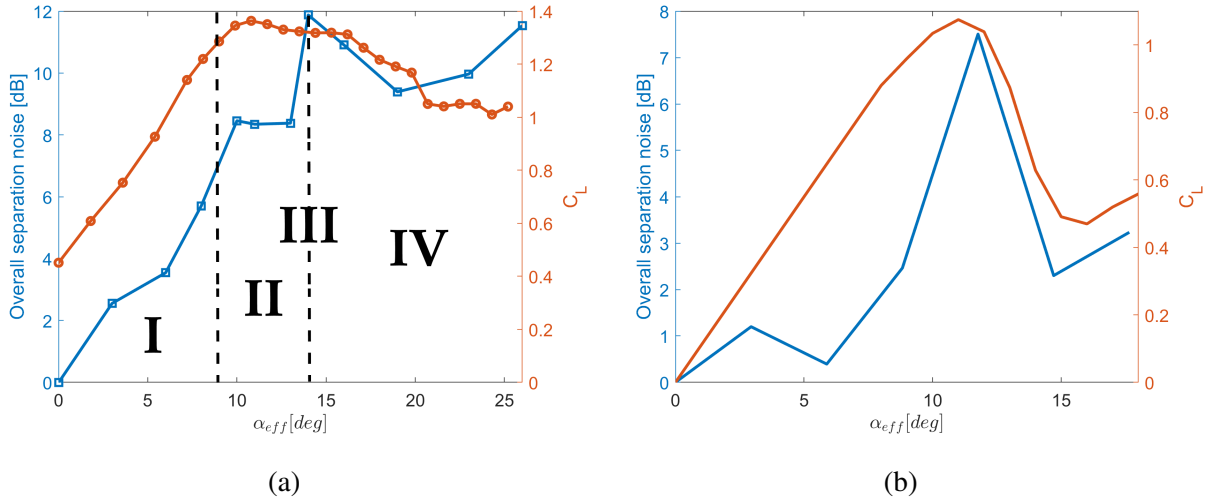 12
10
8
6
4
2
0
Overall separation noise [dB]
1.4
1.2
1
0.8
0.6
0.4
0.2
0
C_L
I
II
III
IV
0 5 10 15 20 25
α_eff[deg]
(a)
8
7
6
5
4
3
2
1
0
Overall separation noise [dB]
1
0.8
0.6
0.4
0.2
0
C_L
0 5 10 15
α_eff[deg]
(b)